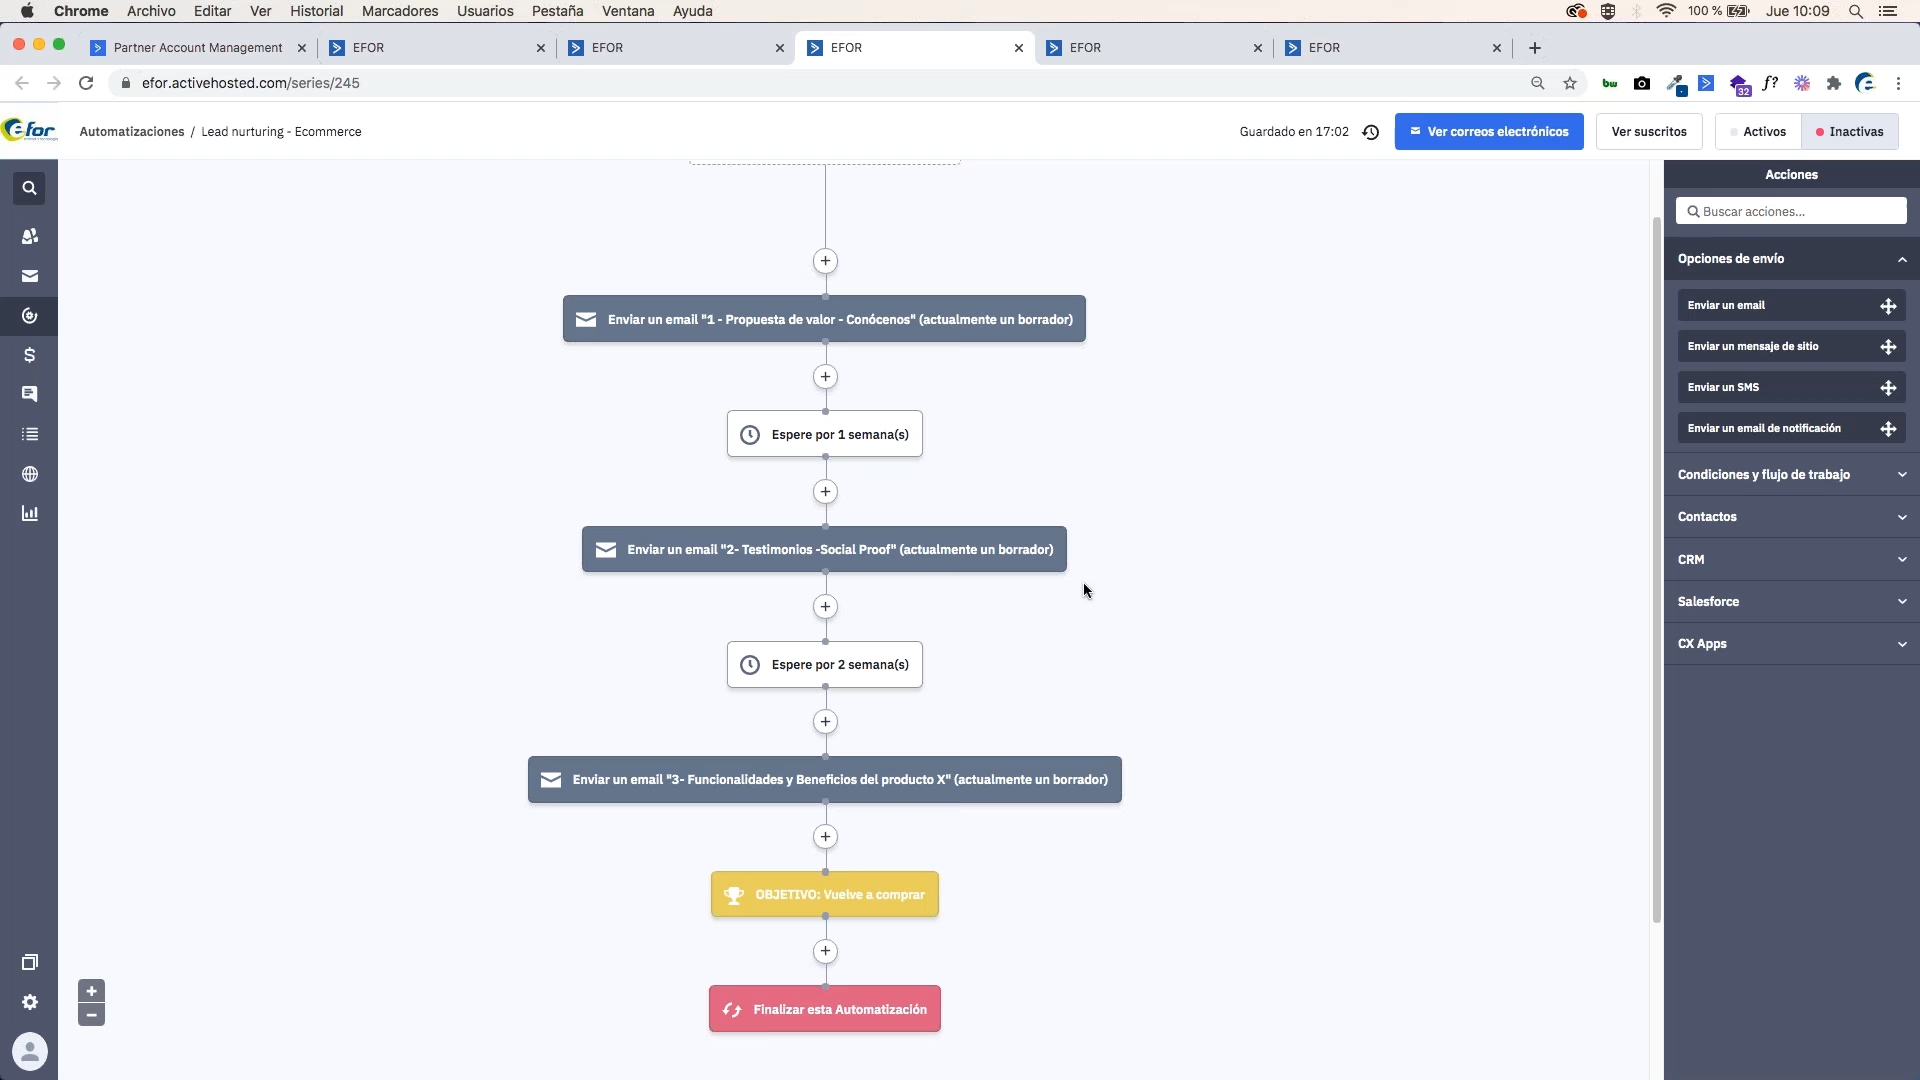 Chrome Archivo Editar Ver Historial Marcadores Usuarios Pestaña Ventana Ayuda 100 % Jue 10:09
Partner Account Management EFOR EFOR EFOR EFOR EFOR
efor.activehosted.com/series/245 bw 32 f?
efor Automatizaciones / Lead nurturing - Ecommerce Guardado en 17:02 Ver correos electrónicos Ver suscritos Activos Inactivas
Acciones
Buscar acciones...
Opciones de envío
Enviar un email
Enviar un mensaje de sitio
Enviar un SMS
Enviar un email de notificación
Condiciones y flujo de trabajo
Contactos
CRM
Salesforce
CX Apps
Enviar un email "1 - Propuesta de valor - Conócenos" (actualmente un borrador)
Espere por 1 semana(s)
Enviar un email "2- Testimonios -Social Proof" (actualmente un borrador)
Espere por 2 semana(s)
Enviar un email "3- Funcionalidades y Beneficios del producto X" (actualmente un borrador)
OBJETIVO: Vuelve a comprar
Finalizar esta Automatización